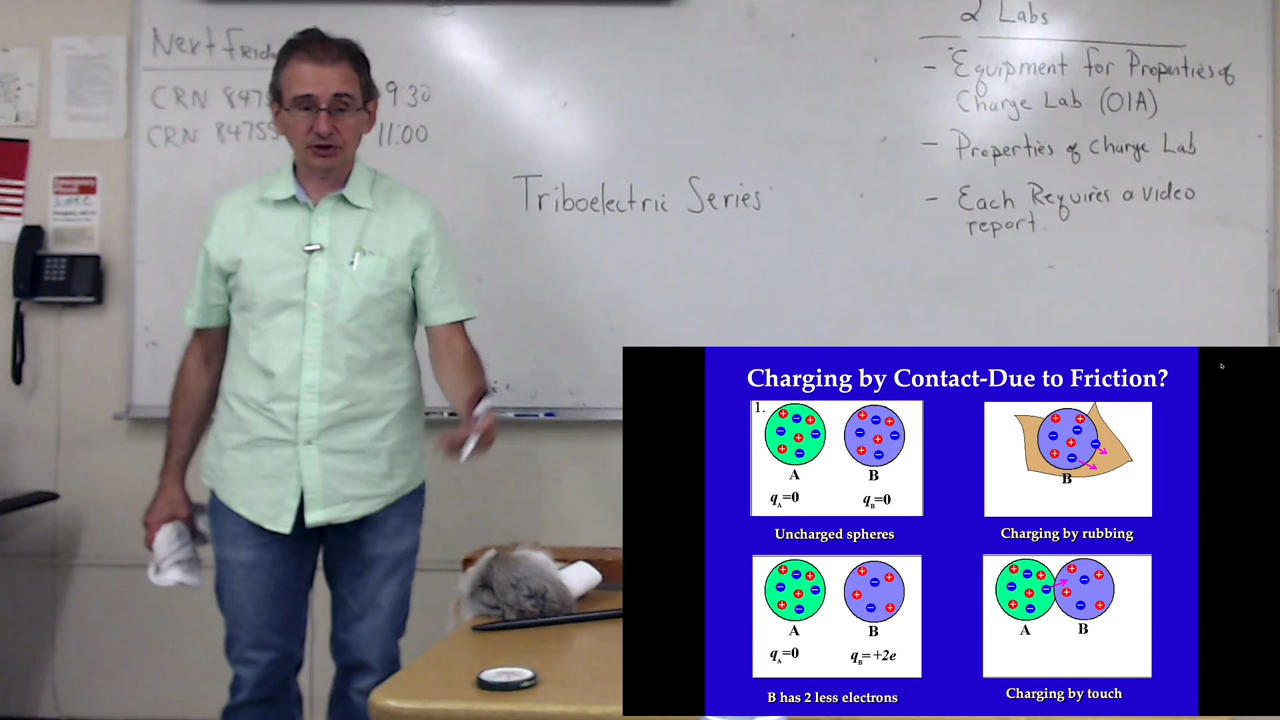 Next Frid
CRN 8475 9:30
CRN 84755 11:00
Triboelectric Series
2 Labs
- Equipment for Properties of
Charge Lab (OIA)
- Properties of Charge Lab
- Each Requires a video
report
Charging by Contact-Due to Friction?
1.
A B
qA=0 qB=0
Uncharged spheres
B
Charging by rubbing
A B
qA=0 qB=+2e
B has 2 less electrons
A B
Charging by touch